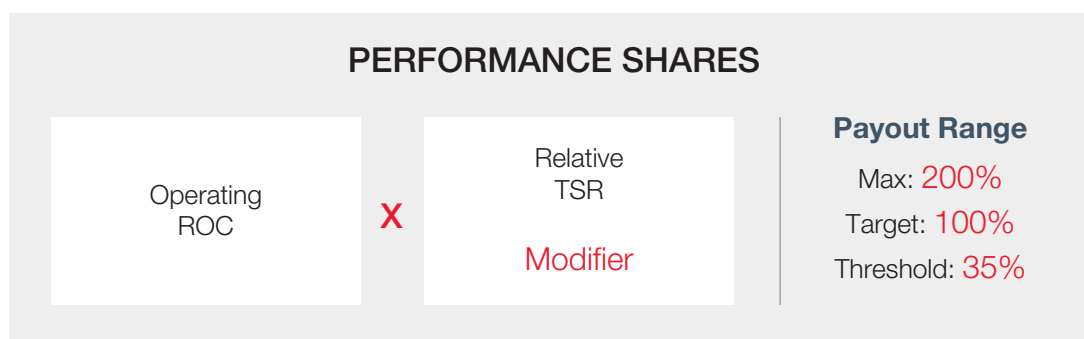 PERFORMANCE SHARES
Operating
ROC
X
Relative
TSR
Modifier
Payout Range
Max: 200%
Target: 100%
Threshold: 35%